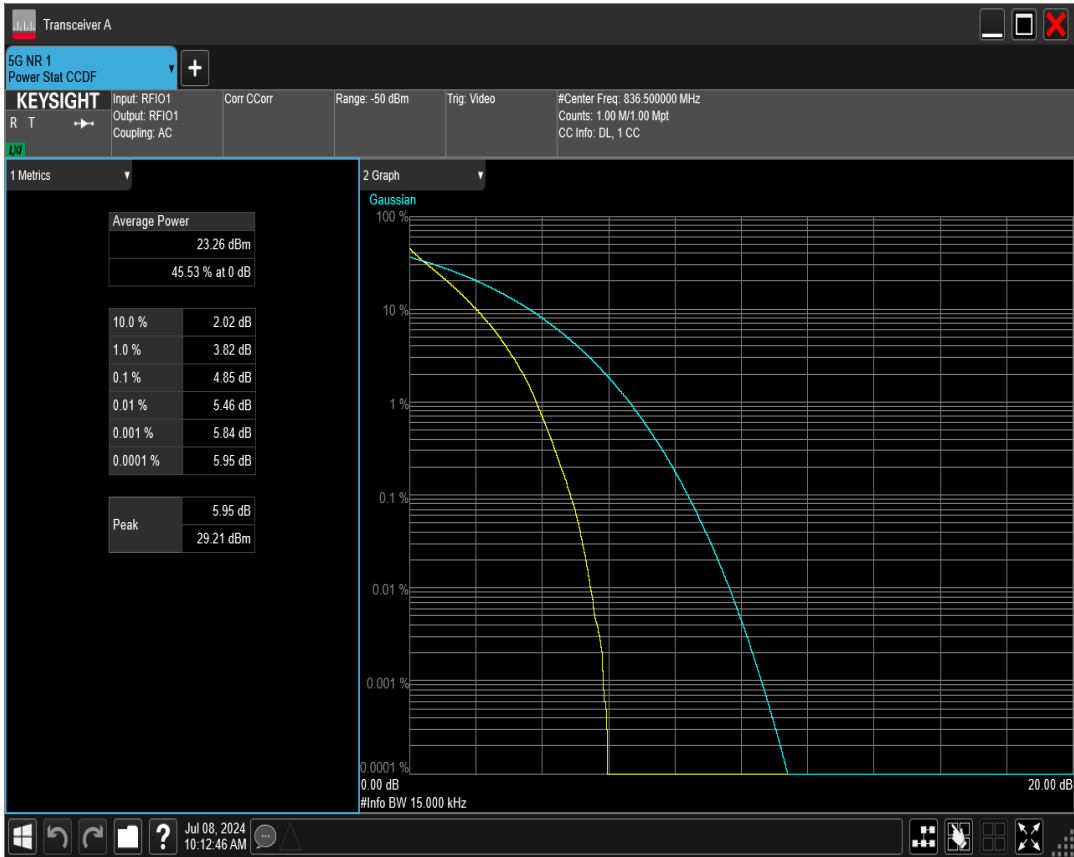 Transceiver A
5G NR 1
Power Stat CCDF
+
KEYSIGHT
R T
LXI
Input: RFIO1
Output: RFIO1
Coupling: AC
Corr CCorr
Range: -50 dBm
Trig: Video
#Center Freq: 836.500000 MHz
Counts: 1.00 M/1.00 Mpt
CC Info: DL, 1 CC
1 Metrics
Average Power
23.26 dBm
45.53 % at 0 dB
10.0 % 2.02 dB
1.0 % 3.82 dB
0.1 % 4.85 dB
0.01 % 5.46 dB
0.001 % 5.84 dB
0.0001 % 5.95 dB
Peak
5.95 dB
29.21 dBm
2 Graph
Gaussian
100 %
10 %
1 %
0.1 %
0.01 %
0.001 %
0.0001 %
0.00 dB 20.00 dB
#Info BW 15.000 kHz
?
Jul 08, 2024
10:12:46 AM